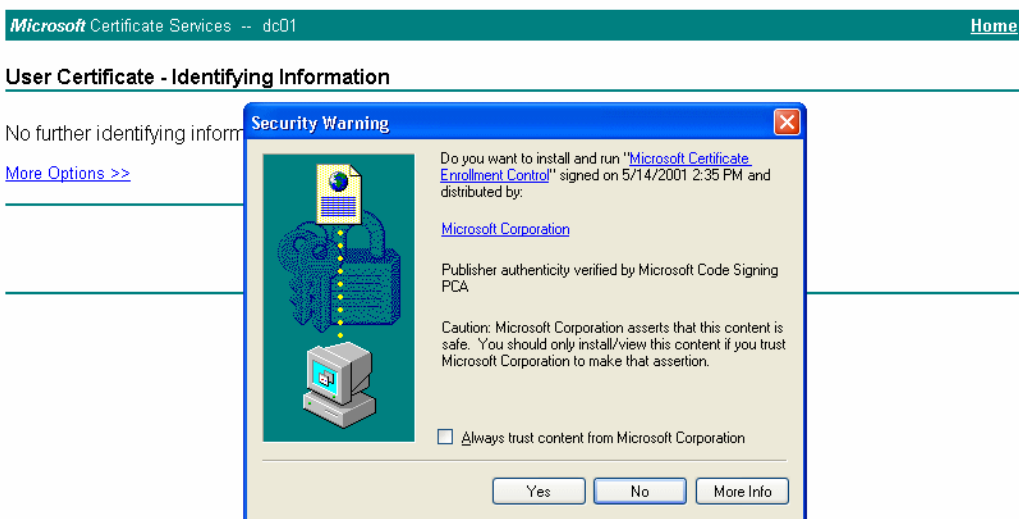 Microsoft Certificate Services -- dc01 Home
User Certificate - Identifying Information
No further identifying inform
More Options >>
Security Warning
Do you want to install and run "Microsoft Certificate
Enrollment Control" signed on 5/14/2001 2:35 PM and
distributed by:
Microsoft Corporation
Publisher authenticity verified by Microsoft Code Signing
PCA
Caution: Microsoft Corporation asserts that this content is
safe. You should only install/view this content if you trust
Microsoft Corporation to make that assertion.
Always trust content from Microsoft Corporation
Yes No More Info